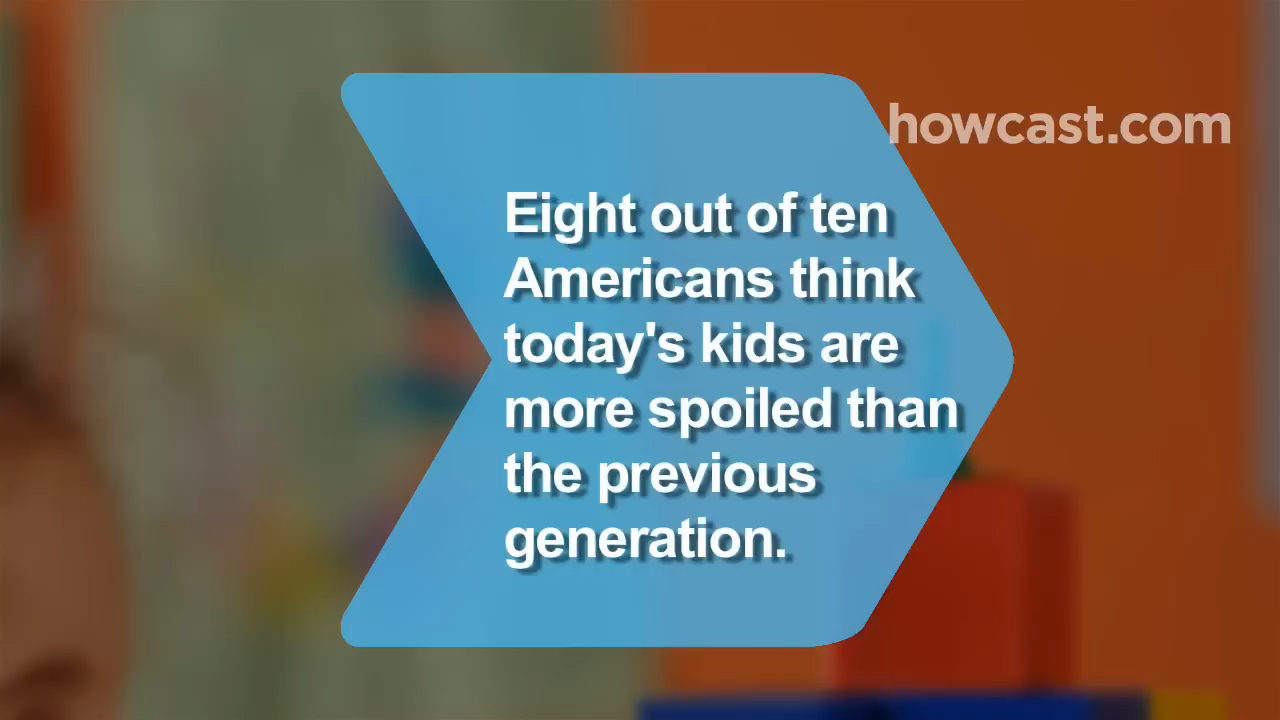 howcast.com
Eight out of ten
Americans think
today's kids are
more spoiled than
the previous
generation.